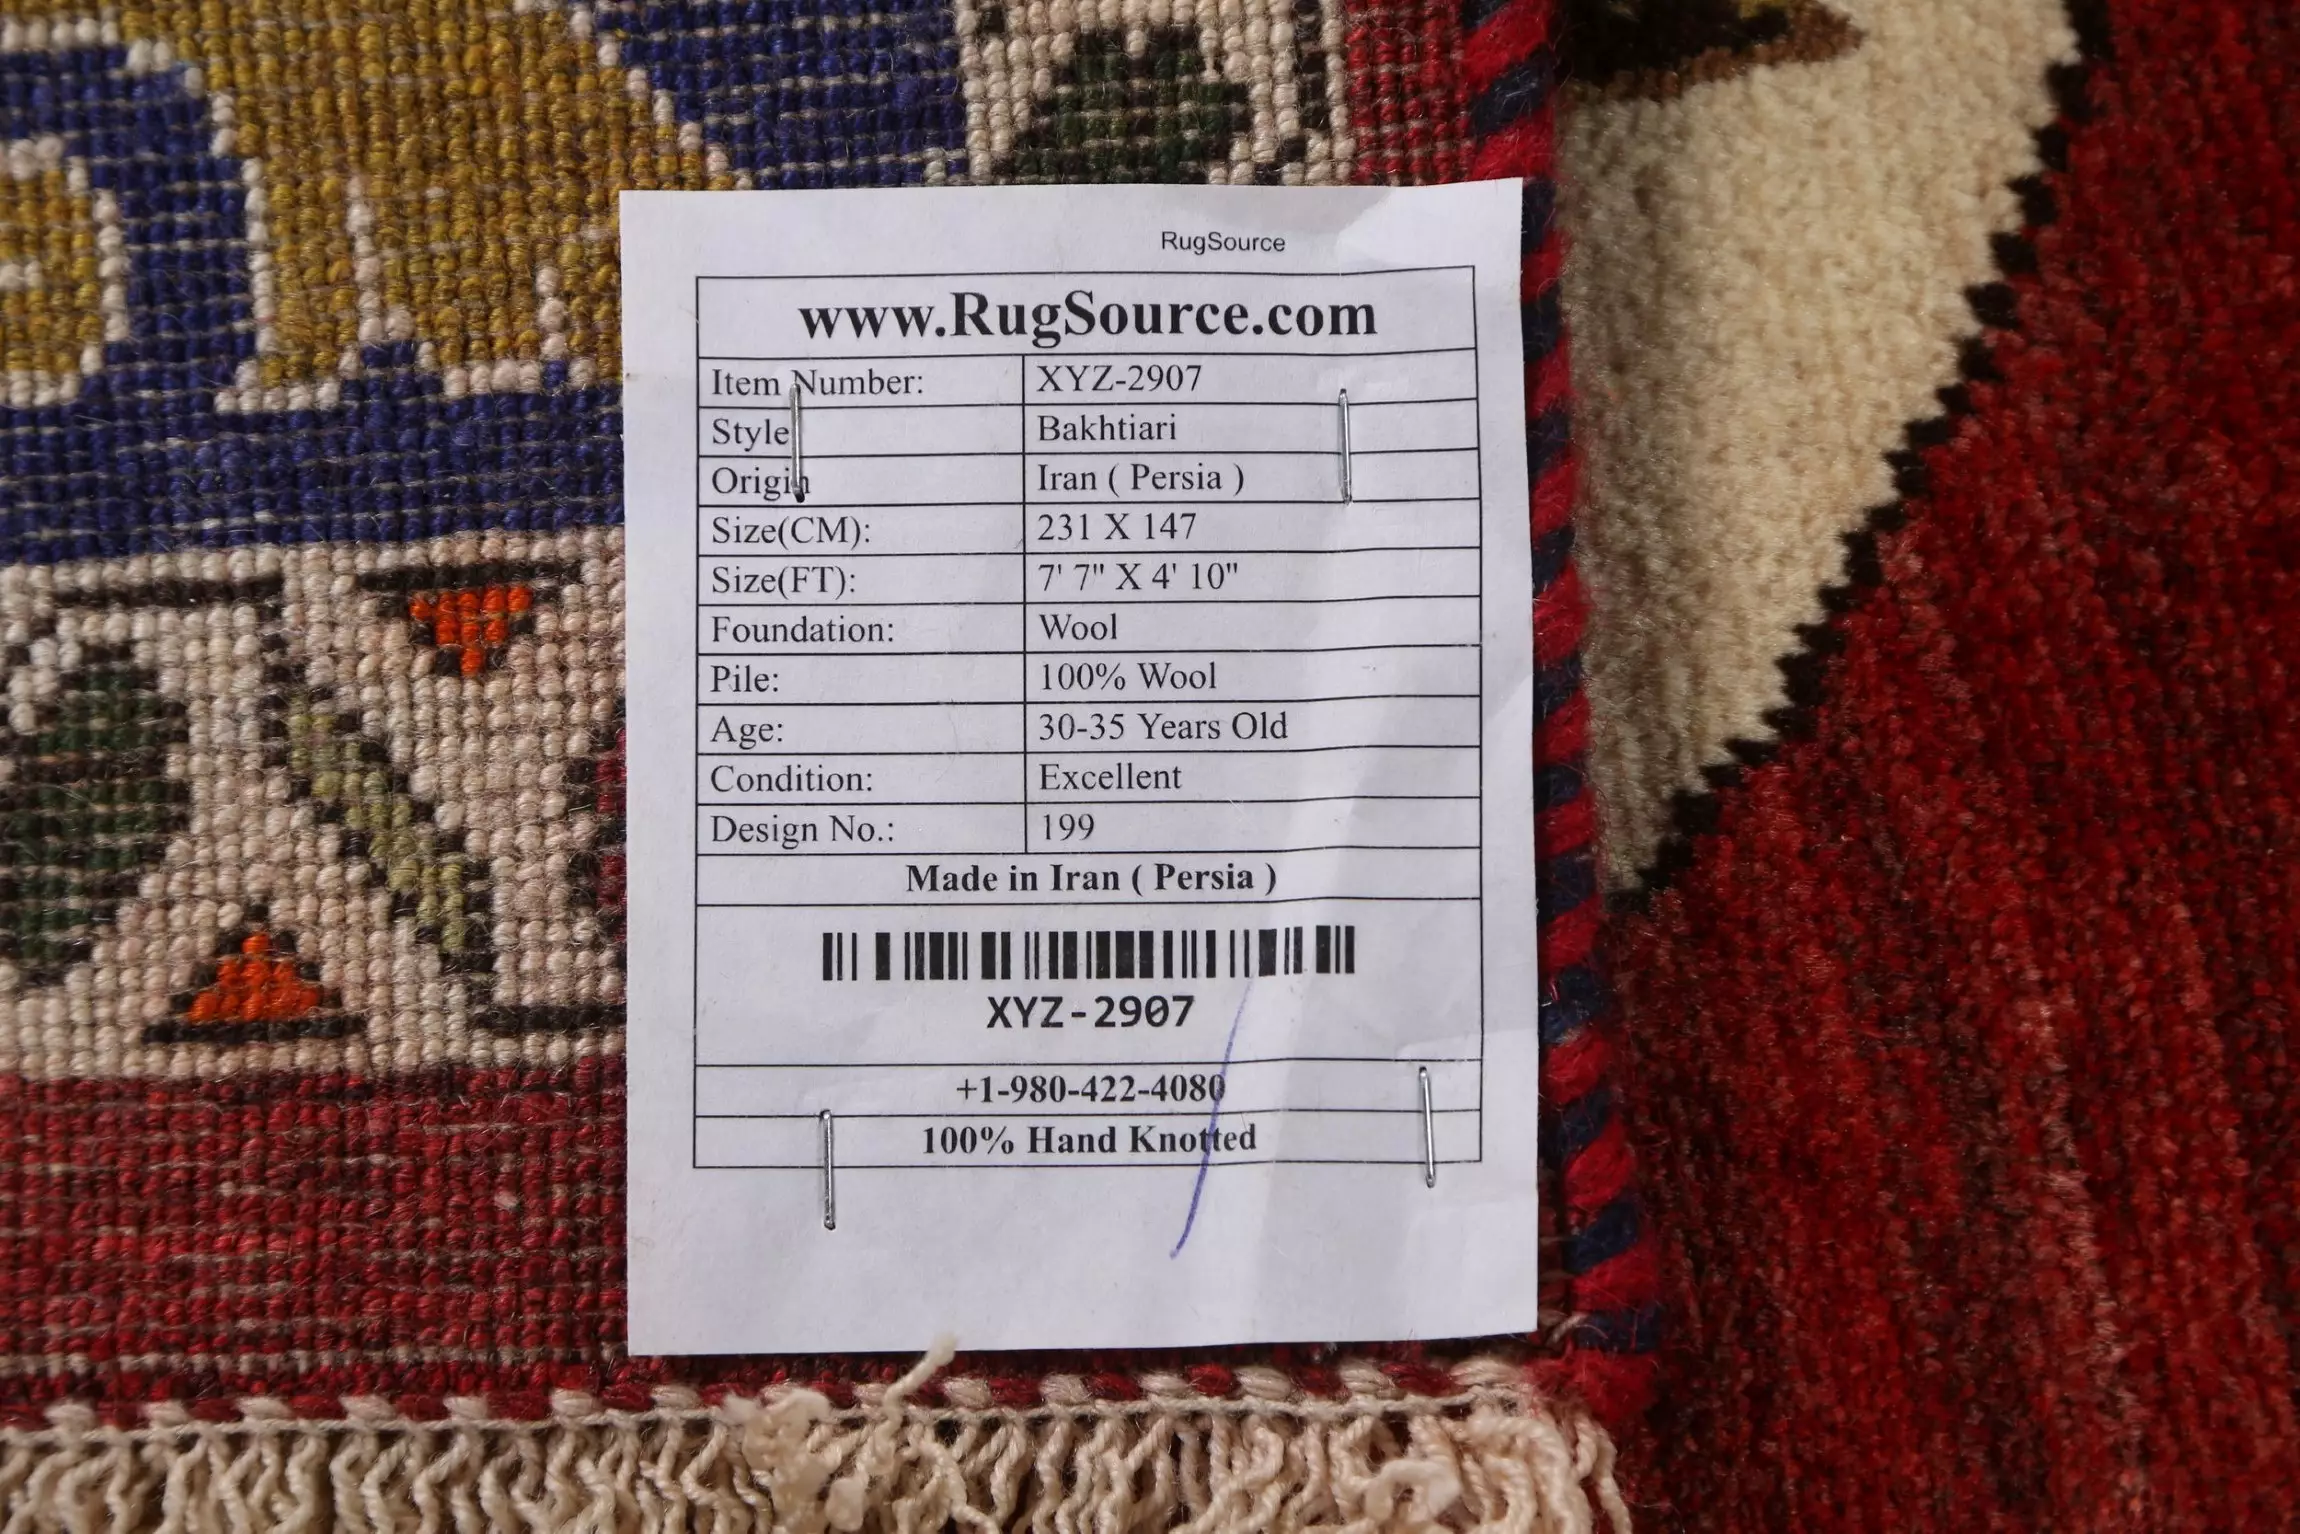 RugSource
www.RugSource.com
Item Number: XYZ-2907
Style Bakhtiari
Origin Iran ( Persia )
Size(CM): 231 X 147
Size(FT): 7' 7" X 4' 10"
Foundation: Wool
Pile: 100% Wool
Age: 30-35 Years Old
Condition: Excellent
Design No.: 199
Made in Iran ( Persia )
XYZ-2907
+1-980-422-4080
100% Hand Knotted